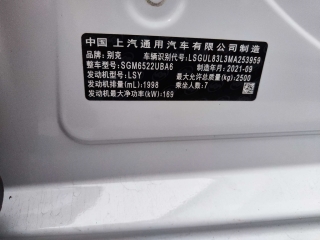 中国 上汽通用汽车有限公司制造
品牌：别克 车辆识别代号：LSGUL83L3MA253959
整车型号：SGM6522UBA6 制造年月：2021-09
发动机型号：LSY 最大允许总质量(kg)：2500
发动机排量(mL)：1998 乘坐人数：7
发动机最大净功率(kW)：169